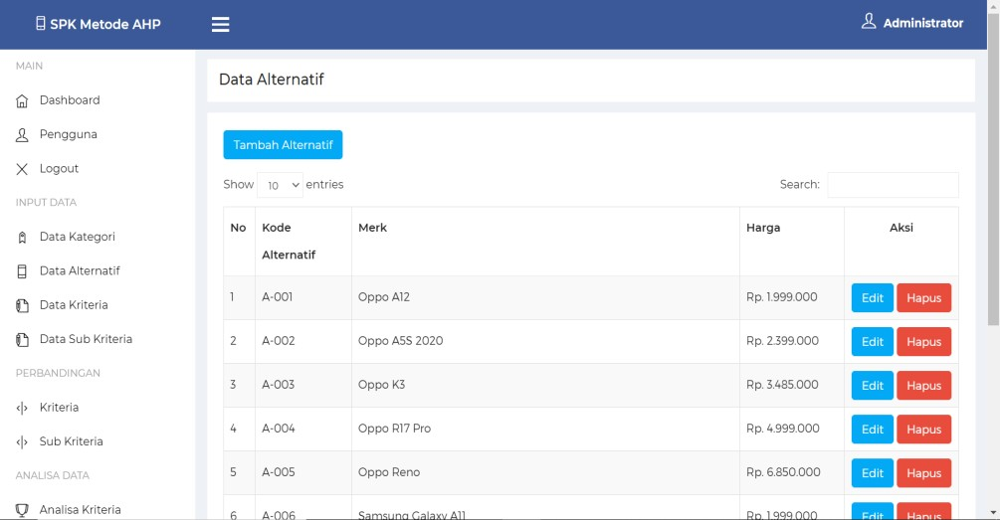 SPK Metode AHP
Administrator
MAIN
Dashboard
Pengguna
Logout
INPUT DATA
Data Kategori
Data Alternatif
Data Kriteria
Data Sub Kriteria
PERBANDINGAN
Kriteria
Sub Kriteria
ANALISA DATA
Analisa Kriteria
Data Alternatif
Tambah Alternatif
Show 10 entries Search:
No Kode Alternatif Merk Harga Aksi
1 A-001 Oppo A12 Rp. 1.999.000 Edit Hapus
2 A-002 Oppo A5S 2020 Rp. 2.399.000 Edit Hapus
3 A-003 Oppo K3 Rp. 3.485.000 Edit Hapus
4 A-004 Oppo R17 Pro Rp. 4.999.000 Edit Hapus
5 A-005 Oppo Reno Rp. 6.850.000 Edit Hapus
6 A-006 Samsung Galaxy A11 Rp. 1.999.000 Edit Hapus